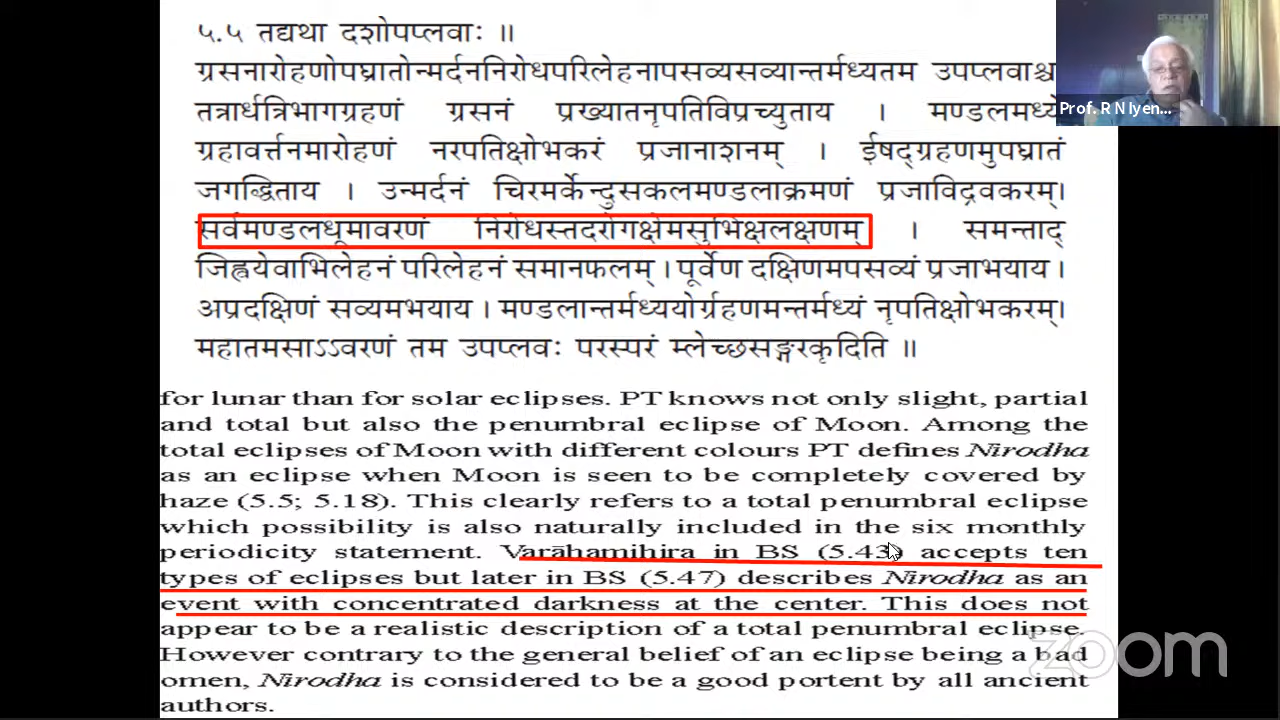 ५.५ तद्यथा दशोपप्लवाः ॥
ग्रसनारोहणोपघ्रातोन्मर्दननिरोधपरिलेहनापसव्यसव्यान्तर्मध्यतम उपप्लवाश्च
तत्रार्धत्रिभागग्रहणं ग्रसनं प्रख्यातनृपतिविप्रच्युताय । मण्डलमध्ये
ग्रहावर्त्तनमारोहणं नरपतिक्षोभकरं प्रजानाशनम् । ईषद्ग्रहणमुपघ्रातं
जगद्धिताय । उन्मर्दनं चिरमर्केन्दुसकलमण्डलाक्रमणं प्रजाविद्रवकरम्।
सर्वमण्डलधूमावरणं निरोधस्तदरोगक्षेमसुभिक्षलक्षणम् । समन्ताद्
जिह्वयेवाभिलेहनं परिलेहनं समानफलम् । पूर्वेण दक्षिणमपसव्यं प्रजाभयाय ।
अप्रदक्षिणं सव्यमभयाय । मण्डलान्तर्मध्ययोर्ग्रहणमन्तर्मध्यं नृपतिक्षोभकरम्।
महातमसाऽऽवरणं तम उपप्लवः परस्परं म्लेच्छसङ्गरकृदिति ॥
for lunar than for solar eclipses. PT knows not only slight, partial
and total but also the penumbral eclipse of Moon. Among the
total eclipses of Moon with different colours PT defines Nirodha
as an eclipse when Moon is seen to be completely covered by
haze (5.5; 5.18). This clearly refers to a total penumbral eclipse
which possibility is also naturally included in the six monthly
periodicity statement. Varāhamihira in BS (5.43) accepts ten
types of eclipses but later in BS (5.47) describes Nirodha as an
event with concentrated darkness at the center. This does not
appear to be a realistic description of a total penumbral eclipse.
However contrary to the general belief of an eclipse being a bad
omen, Nirodha is considered to be a good portent by all ancient
authors.
Prof. R N Iyen...
zoom